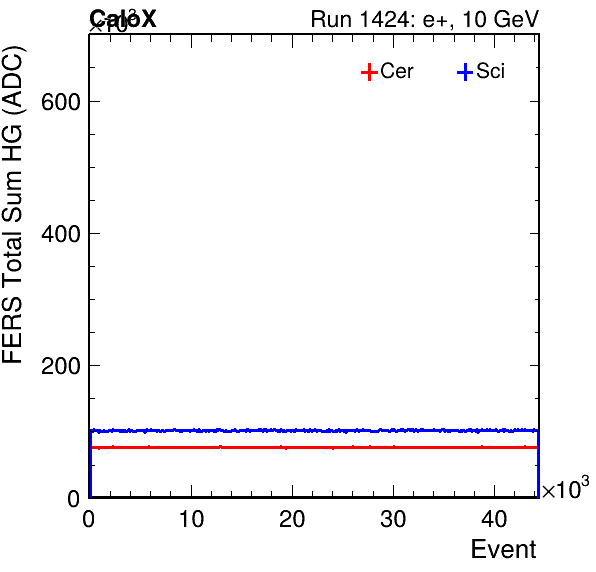 CaloX
×10³
Run 1424: e+, 10 GeV
FERS Total Sum HG (ADC)
Cer
Sci
600
400
200
0
0
10
20
30
40
×10³
Event